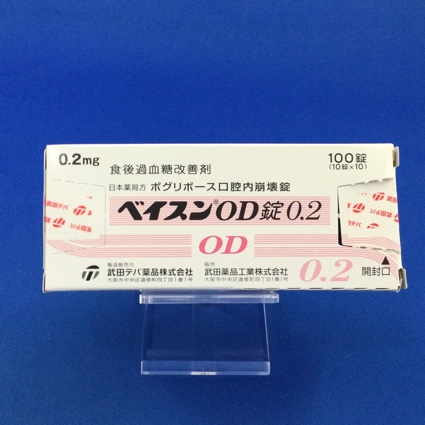 0.2mg
食後過血糖改善剤
100錠
(10錠×10)
日本薬局方 ボグリボース口腔内崩壊錠
ベイスン®OD錠0.2
OD
0.2
製造販売元
武田テバ薬品株式会社
大阪市中央区道修町四丁目1番1号
販売
武田薬品工業株式会社
大阪市中央区道修町四丁目1番1号
開封口